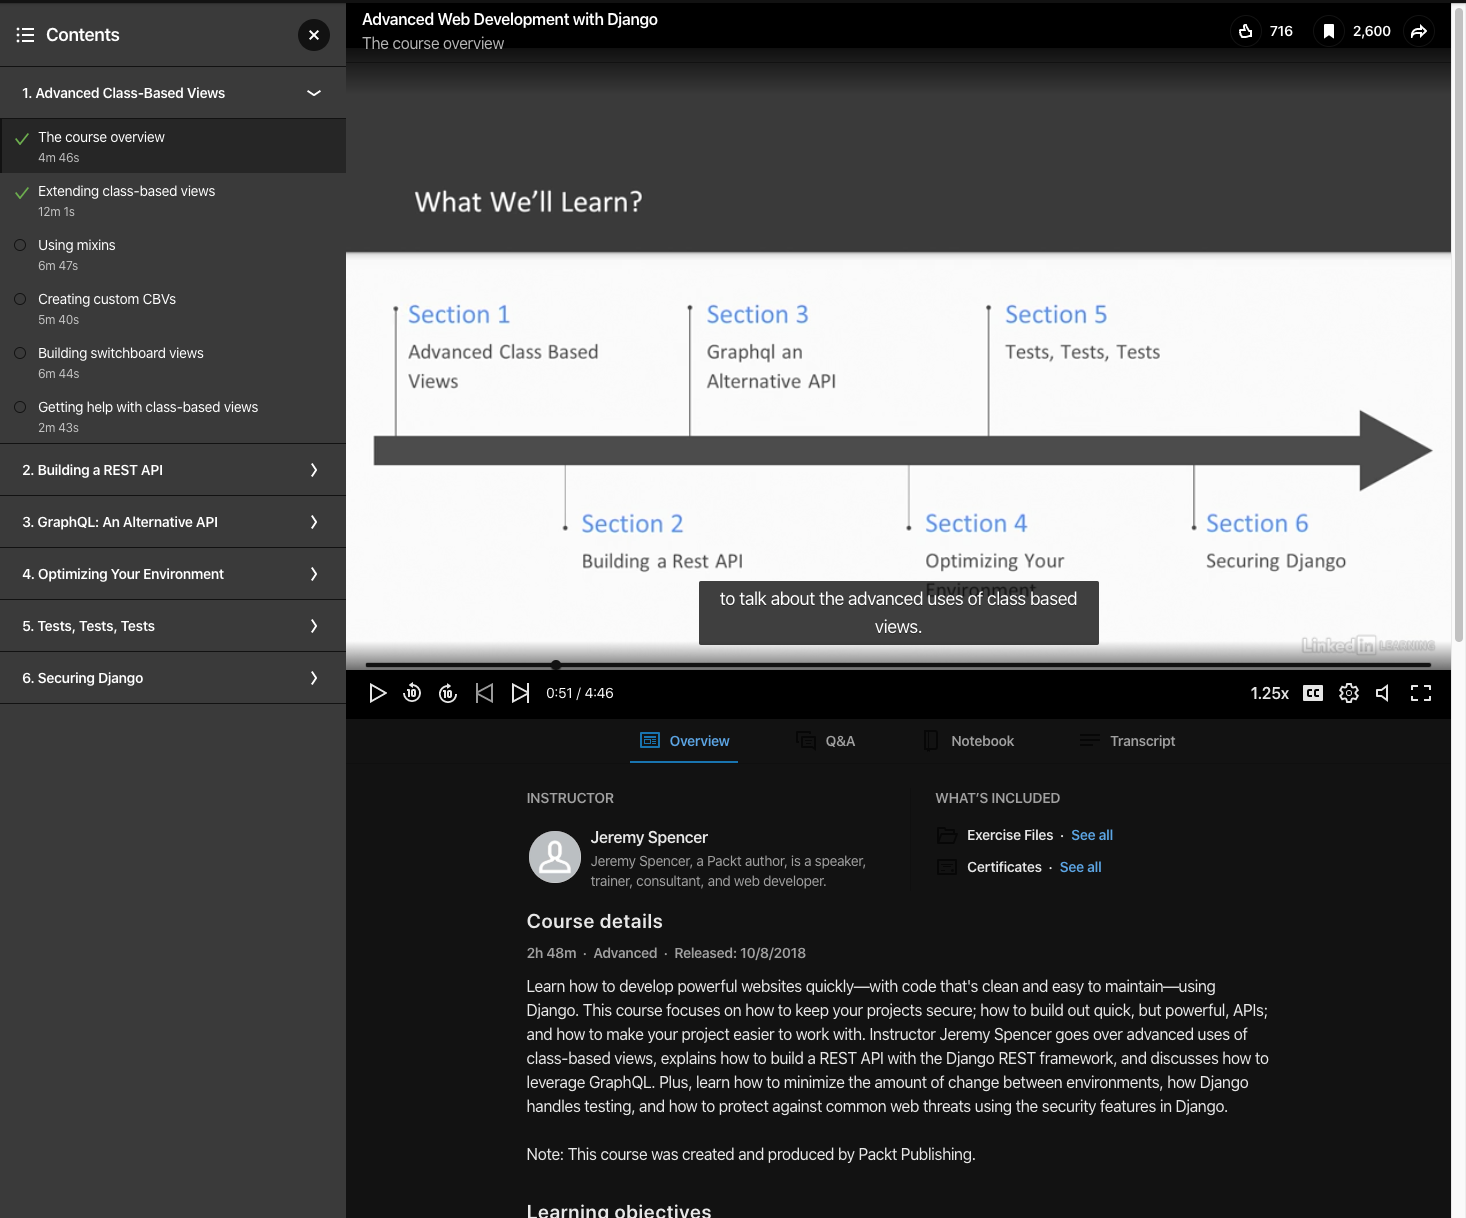 Contents
1. Advanced Class-Based Views
The course overview
4m 46s
Extending class-based views
12m 1s
Using mixins
6m 47s
Creating custom CBVs
5m 40s
Building switchboard views
6m 44s
Getting help with class-based views
2m 43s
2. Building a REST API
3. GraphQL: An Alternative API
4. Optimizing Your Environment
5. Tests, Tests, Tests
6. Securing Django
Advanced Web Development with Django
The course overview
716
2,600
What We'll Learn?
Section 1
Advanced Class Based
Views
Section 3
Graphql an
Alternative API
Section 5
Tests, Tests, Tests
Section 2
Building a Rest API
Section 4
Optimizing Your
Environment
Section 6
Securing Django
to talk about the advanced uses of class based
views.
Linked in LEARNING
10
10
0:51 / 4:46
1.25x
CC
Overview
Q&A
Notebook
Transcript
INSTRUCTOR
Jeremy Spencer
Jeremy Spencer, a Packt author, is a speaker,
trainer, consultant, and web developer.
WHAT'S INCLUDED
Exercise Files · See all
Certificates · See all
Course details
2h 48m · Advanced · Released: 10/8/2018
Learn how to develop powerful websites quickly—with code that's clean and easy to maintain—using
Django. This course focuses on how to keep your projects secure; how to build out quick, but powerful, APIs;
and how to make your project easier to work with. Instructor Jeremy Spencer goes over advanced uses of
class-based views, explains how to build a REST API with the Django REST framework, and discusses how to
leverage GraphQL. Plus, learn how to minimize the amount of change between environments, how Django
handles testing, and how to protect against common web threats using the security features in Django.
Note: This course was created and produced by Packt Publishing.
Learning objectives